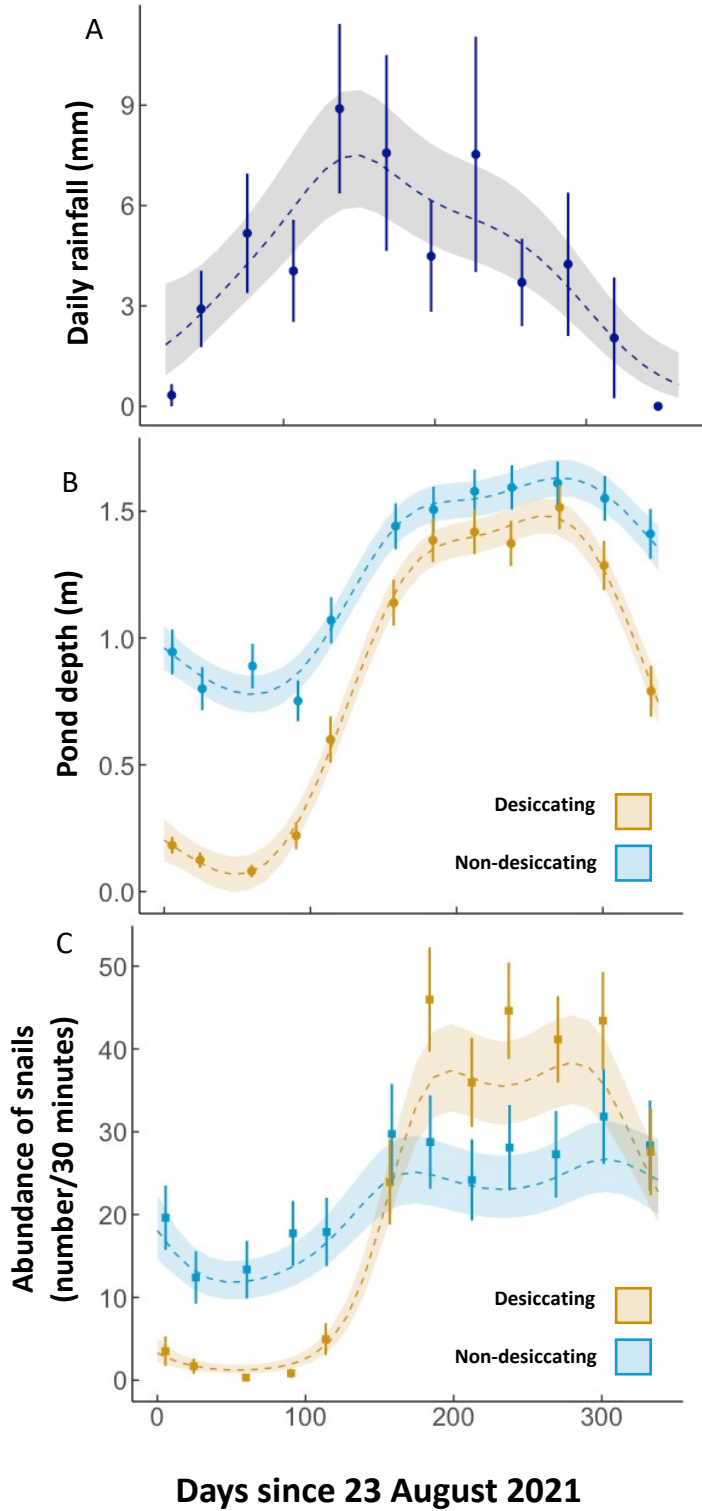 A
Daily rainfall (mm)
9
6
3
0
B
Pond depth (m)
1.5
1.0
0.5
0.0
Desiccating
Non-desiccating
C
Abundance of snails
(number/30 minutes)
50
40
30
20
10
0
Desiccating
Non-desiccating
0 100 200 300
Days since 23 August 2021